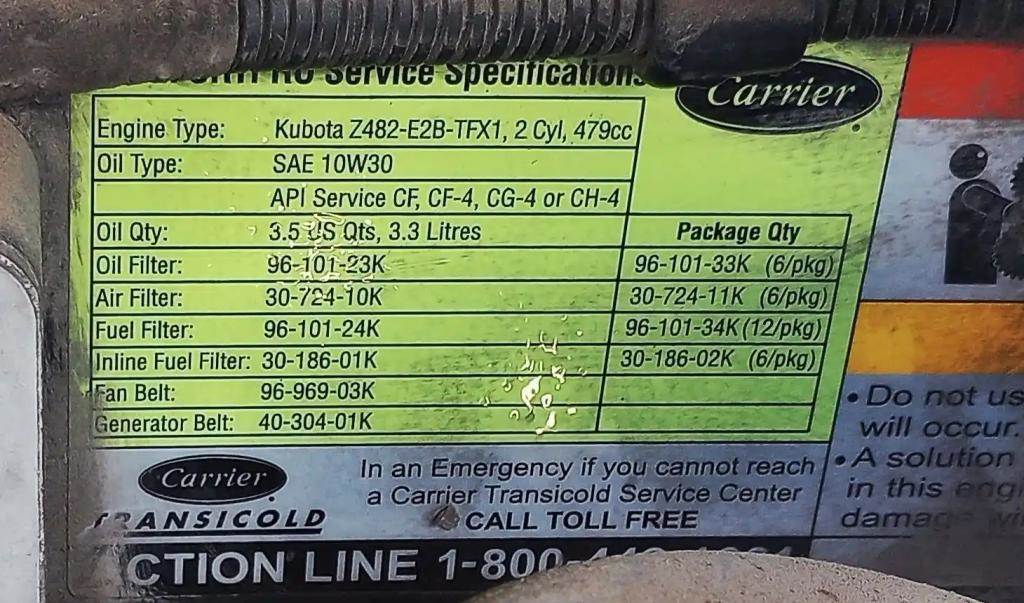 Service Specifications
Carrier
Engine Type: Kubota Z482-E2B-TFX1, 2 Cyl, 479cc
Oil Type: SAE 10W30
API Service CF, CF-4, CG-4 or CH-4
Oil Qty: 3.5 US Qts, 3.3 Litres Package Qty
Oil Filter: 96-101-23K 96-101-33K (6/pkg)
Air Filter: 30-724-10K 30-724-11K (6/pkg)
Fuel Filter: 96-101-24K 96-101-34K (12/pkg)
Inline Fuel Filter: 30-186-01K 30-186-02K (6/pkg)
Fan Belt: 96-969-03K
Generator Belt: 40-304-01K
Carrier
TRANSICOLD
In an Emergency if you cannot reach
a Carrier Transicold Service Center
CALL TOLL FREE
CTION LINE 1-800
• Do not us
will occur.
• A solution
in this eng
damag